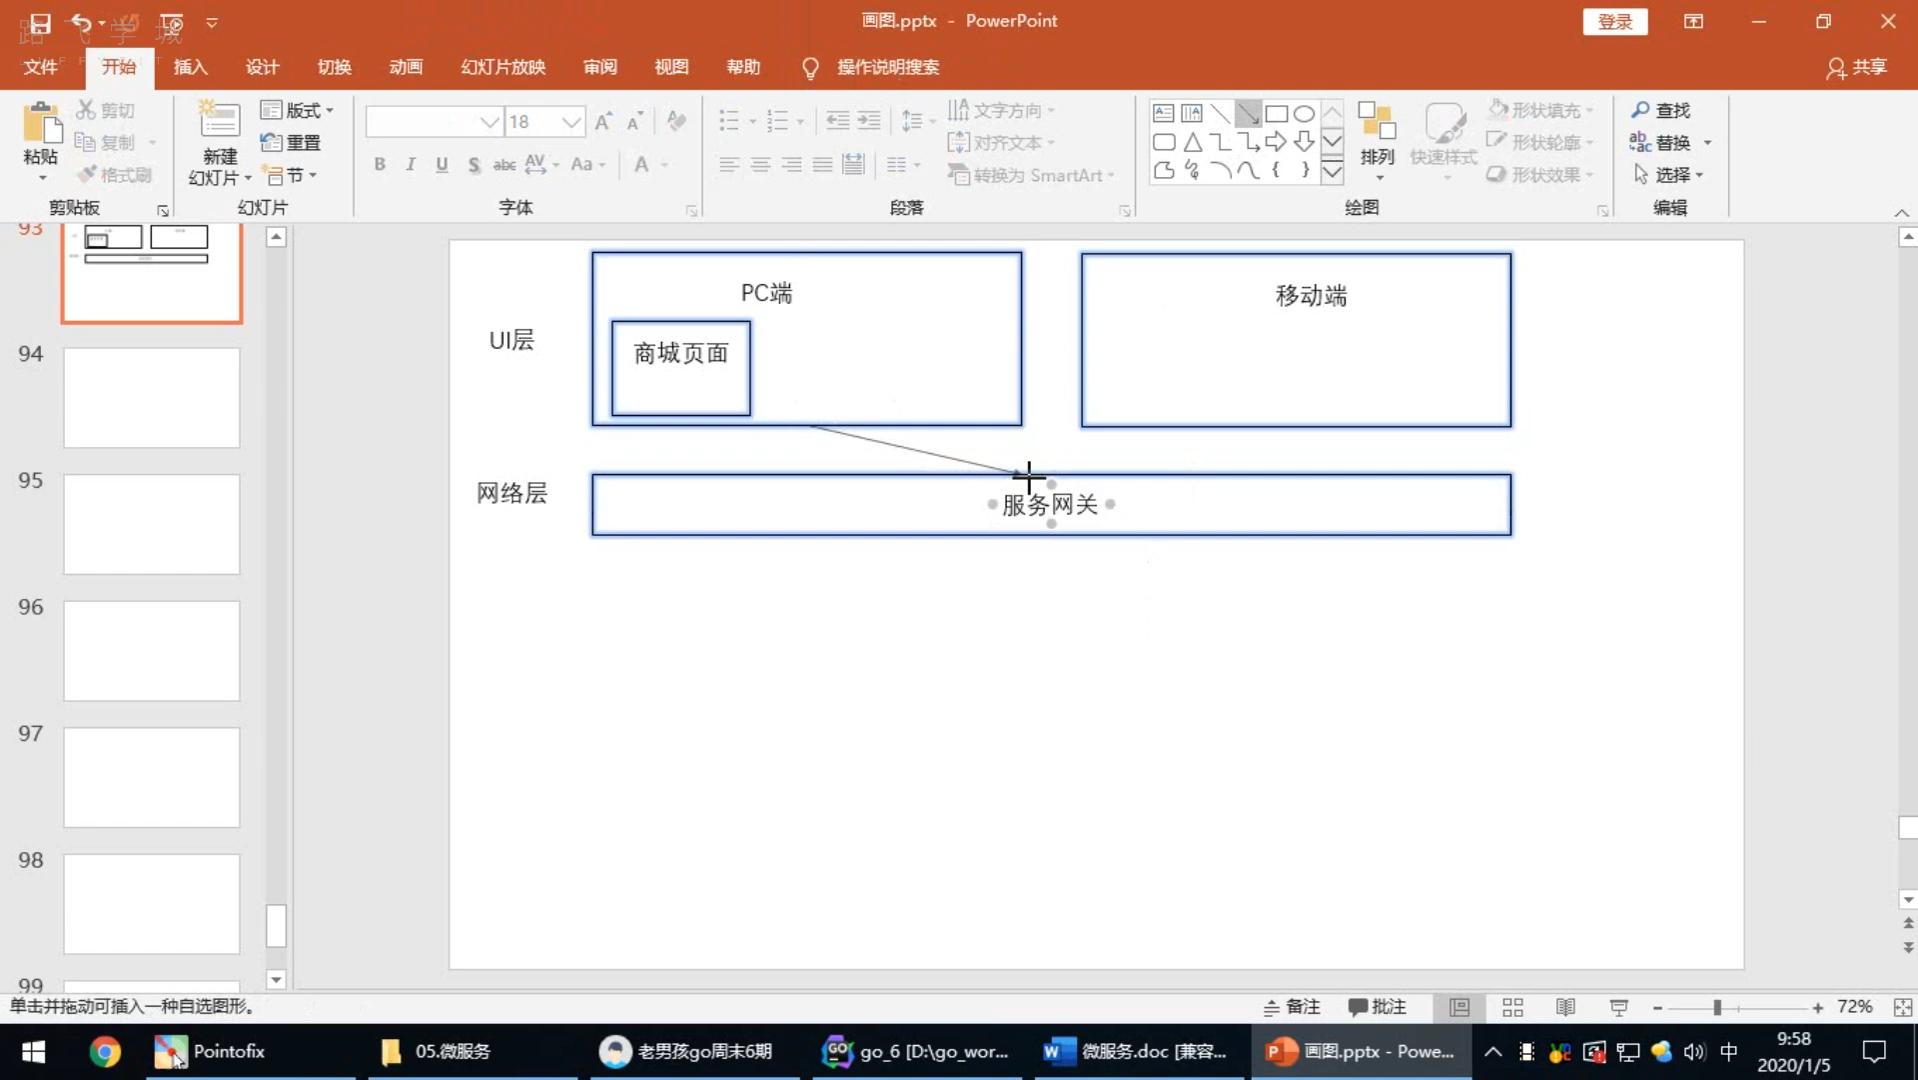 路飞学城
画图.pptx - PowerPoint
登录
文件 开始 插入 设计 切换 动画 幻灯片放映 审阅 视图 帮助 操作说明搜索 共享
粘贴 剪切 复制 格式刷
新建幻灯片 版式 重置 节
18
B I U S abc AV Aa A
文字方向 对齐文本 转换为 SmartArt
排列 快速样式 形状填充 形状轮廓 形状效果
查找 替换 选择
剪贴板 幻灯片 字体 段落 绘图 编辑
93
94
95
96
97
98
99
PC端
移动端
UI层
商城页面
网络层
服务网关
单击并拖动可插入一种自选图形。
备注 批注 72%
Pointofix
05.微服务
老男孩go周末6期
go_6 [D:\go_wor...
微服务.doc [兼容...
画图.pptx - Powe...
中
9:58
2020/1/5